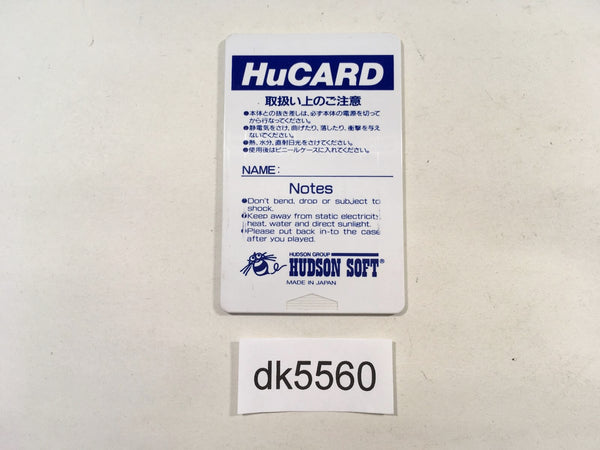 HuCARD
取扱い上のご注意
●本体との抜き差しは、必ず本体の電源を切って
から行なってください。
●静電気をさけ、曲げたり、落したり、衝撃を与え
ないでください。
●熱、水分、直射日光をさけてください。
●使用後はビニールケースに入れてください。
NAME:
Notes
❶Don't bend, drop or subject to
shock.
❷Keep away from static electricity,
heat, water and direct sunlight.
❸Please put back in-to the case
after you played.
HUDSON GROUP
HUDSON SOFT®
MADE IN JAPAN
dk5560